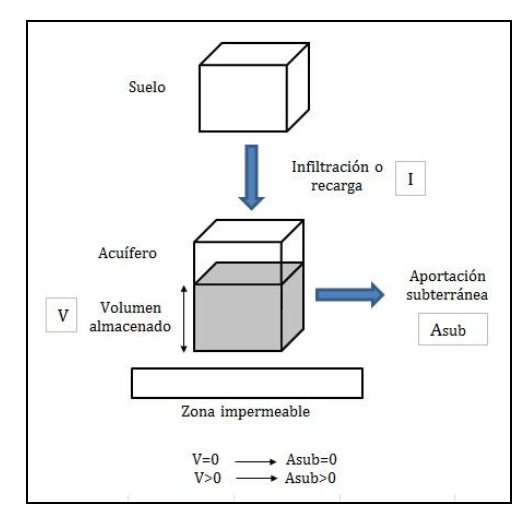 Suelo
Infiltración o
recarga
I
Acuífero
Aportación
subterránea
V
Volumen
almacenado
Asub
Zona impermeable
V=0 → Asub=0
V>0 → Asub>0